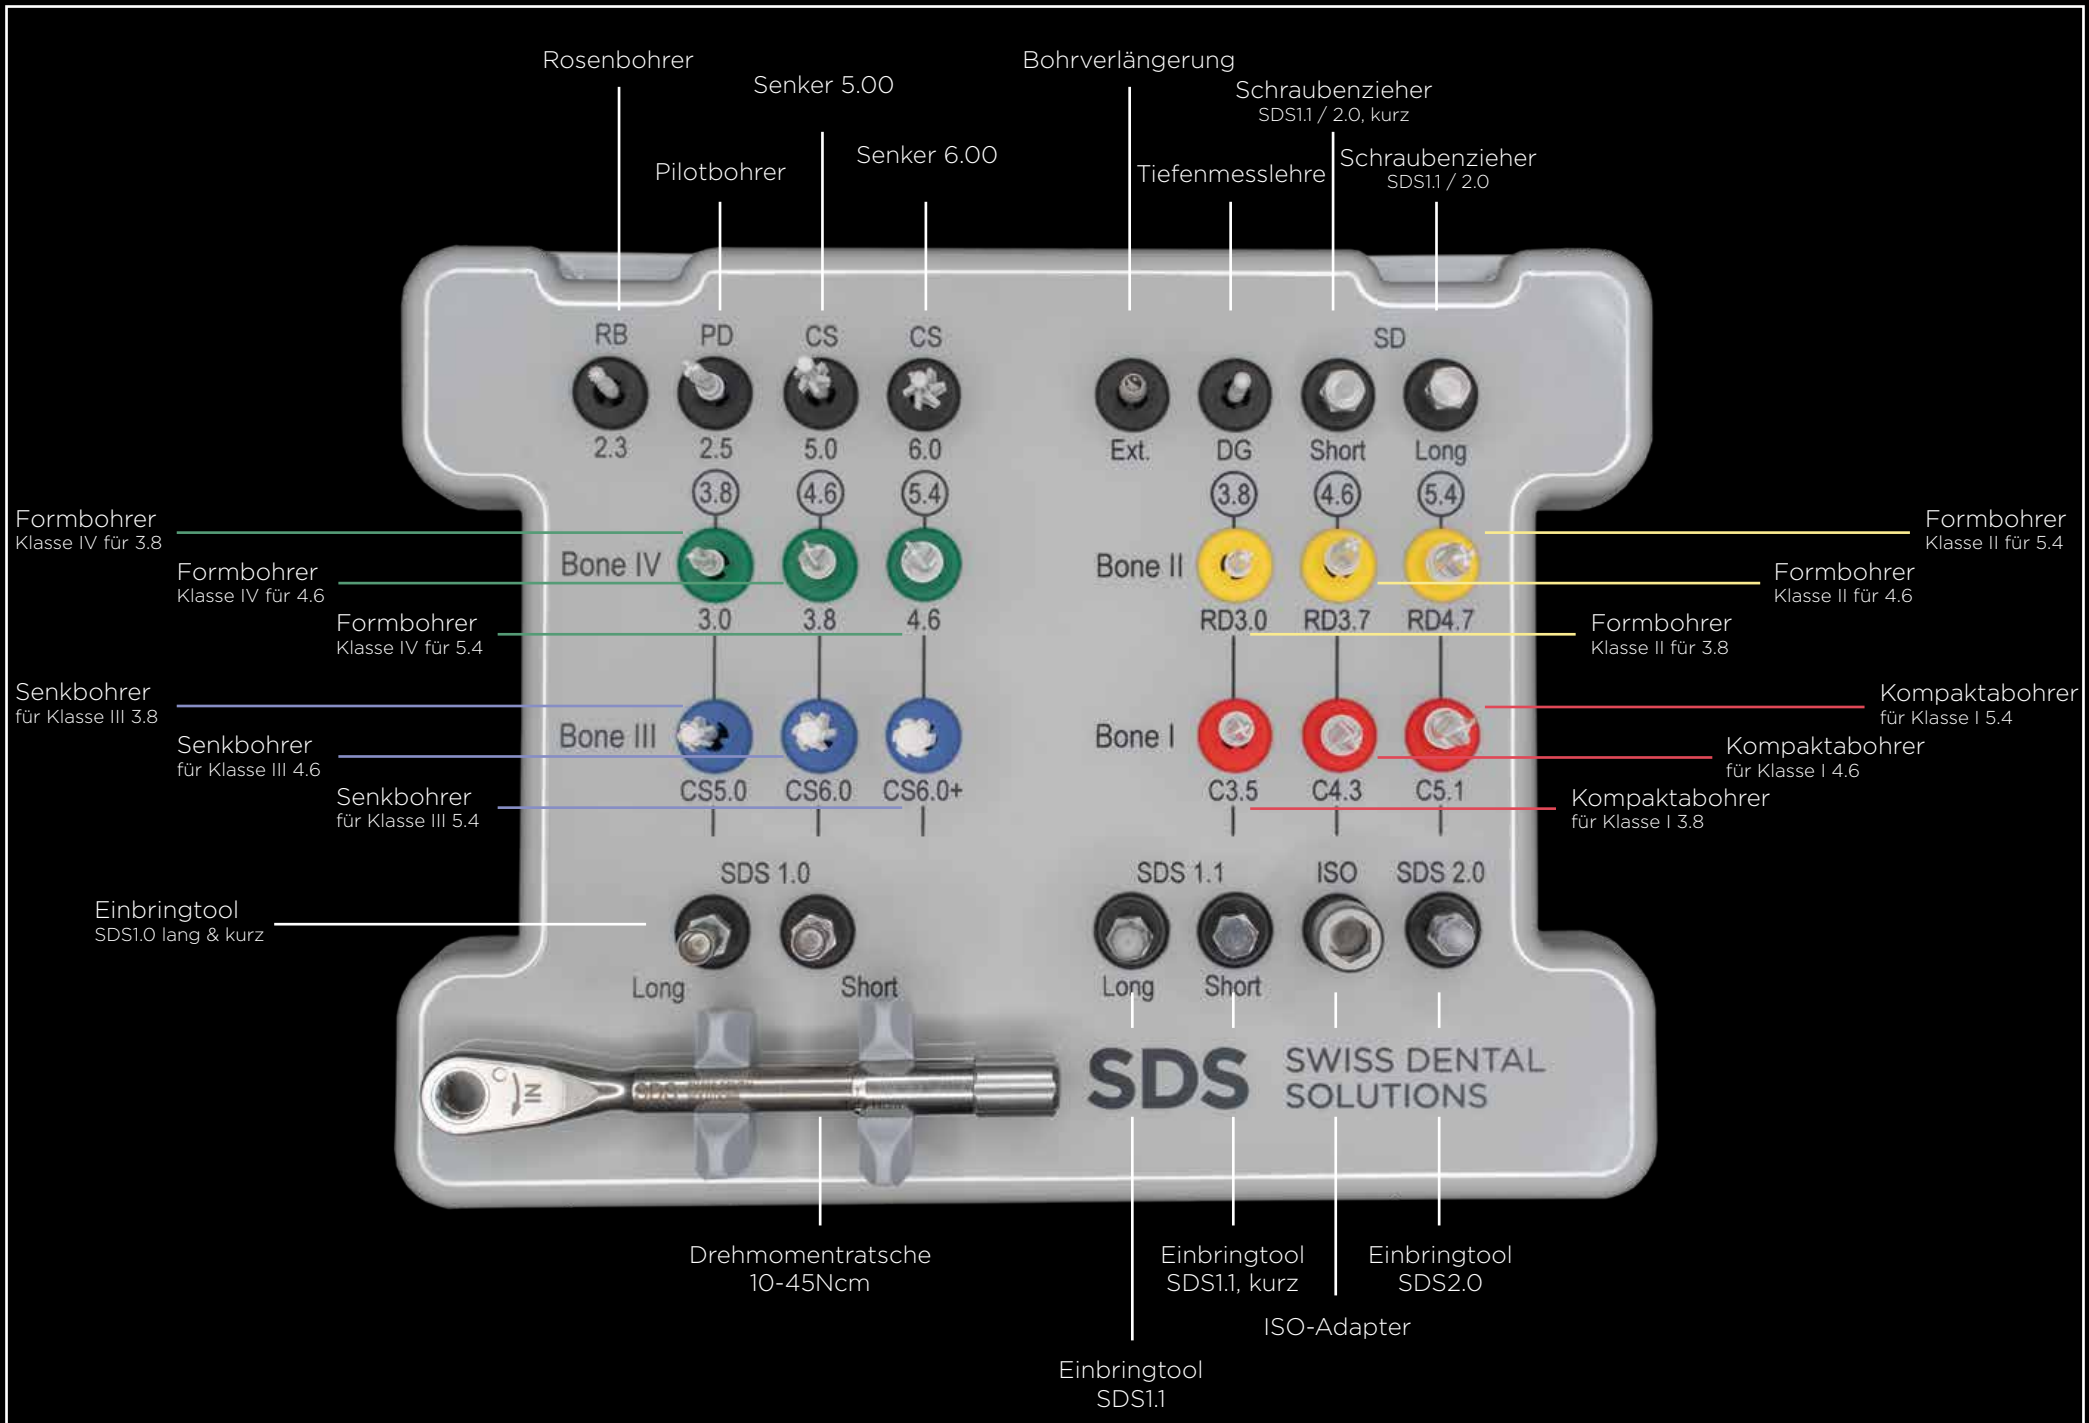 Rosenbohrer
Senker 5.00
Pilotbohrer
Senker 6.00
Bohrverlängerung
Schraubenzieher
SDS1.1 / 2.0, kurz
Tiefenmesslehre
Schraubenzieher
SDS1.1 / 2.0
RB PD CS CS SD
2.3 2.5 5.0 6.0 Ext. DG Short Long
3.8 4.6 5.4 3.8 4.6 5.4
Formbohrer
Klasse IV für 3.8
Formbohrer
Klasse IV für 4.6
Formbohrer
Klasse IV für 5.4
Bone IV
3.0 3.8 4.6
Bone II
RD3.0 RD3.7 RD4.7
Formbohrer
Klasse II für 5.4
Formbohrer
Klasse II für 4.6
Formbohrer
Klasse II für 3.8
Senkbohrer
für Klasse III 3.8
Senkbohrer
für Klasse III 4.6
Senkbohrer
für Klasse III 5.4
Bone III
CS5.0 CS6.0 CS6.0+
Bone I
C3.5 C4.3 C5.1
Kompaktabohrer
für Klasse I 5.4
Kompaktabohrer
für Klasse I 4.6
Kompaktabohrer
für Klasse I 3.8
Einbringtool
SDS1.0 lang & kurz
SDS 1.0
Long Short
SDS 1.1 ISO SDS 2.0
Long Short
IN
SDS
SDS
SWISS DENTAL
SOLUTIONS
Drehmomentratsche
10-45Ncm
Einbringtool
SDS1.1, kurz
Einbringtool
SDS2.0
ISO-Adapter
Einbringtool
SDS1.1